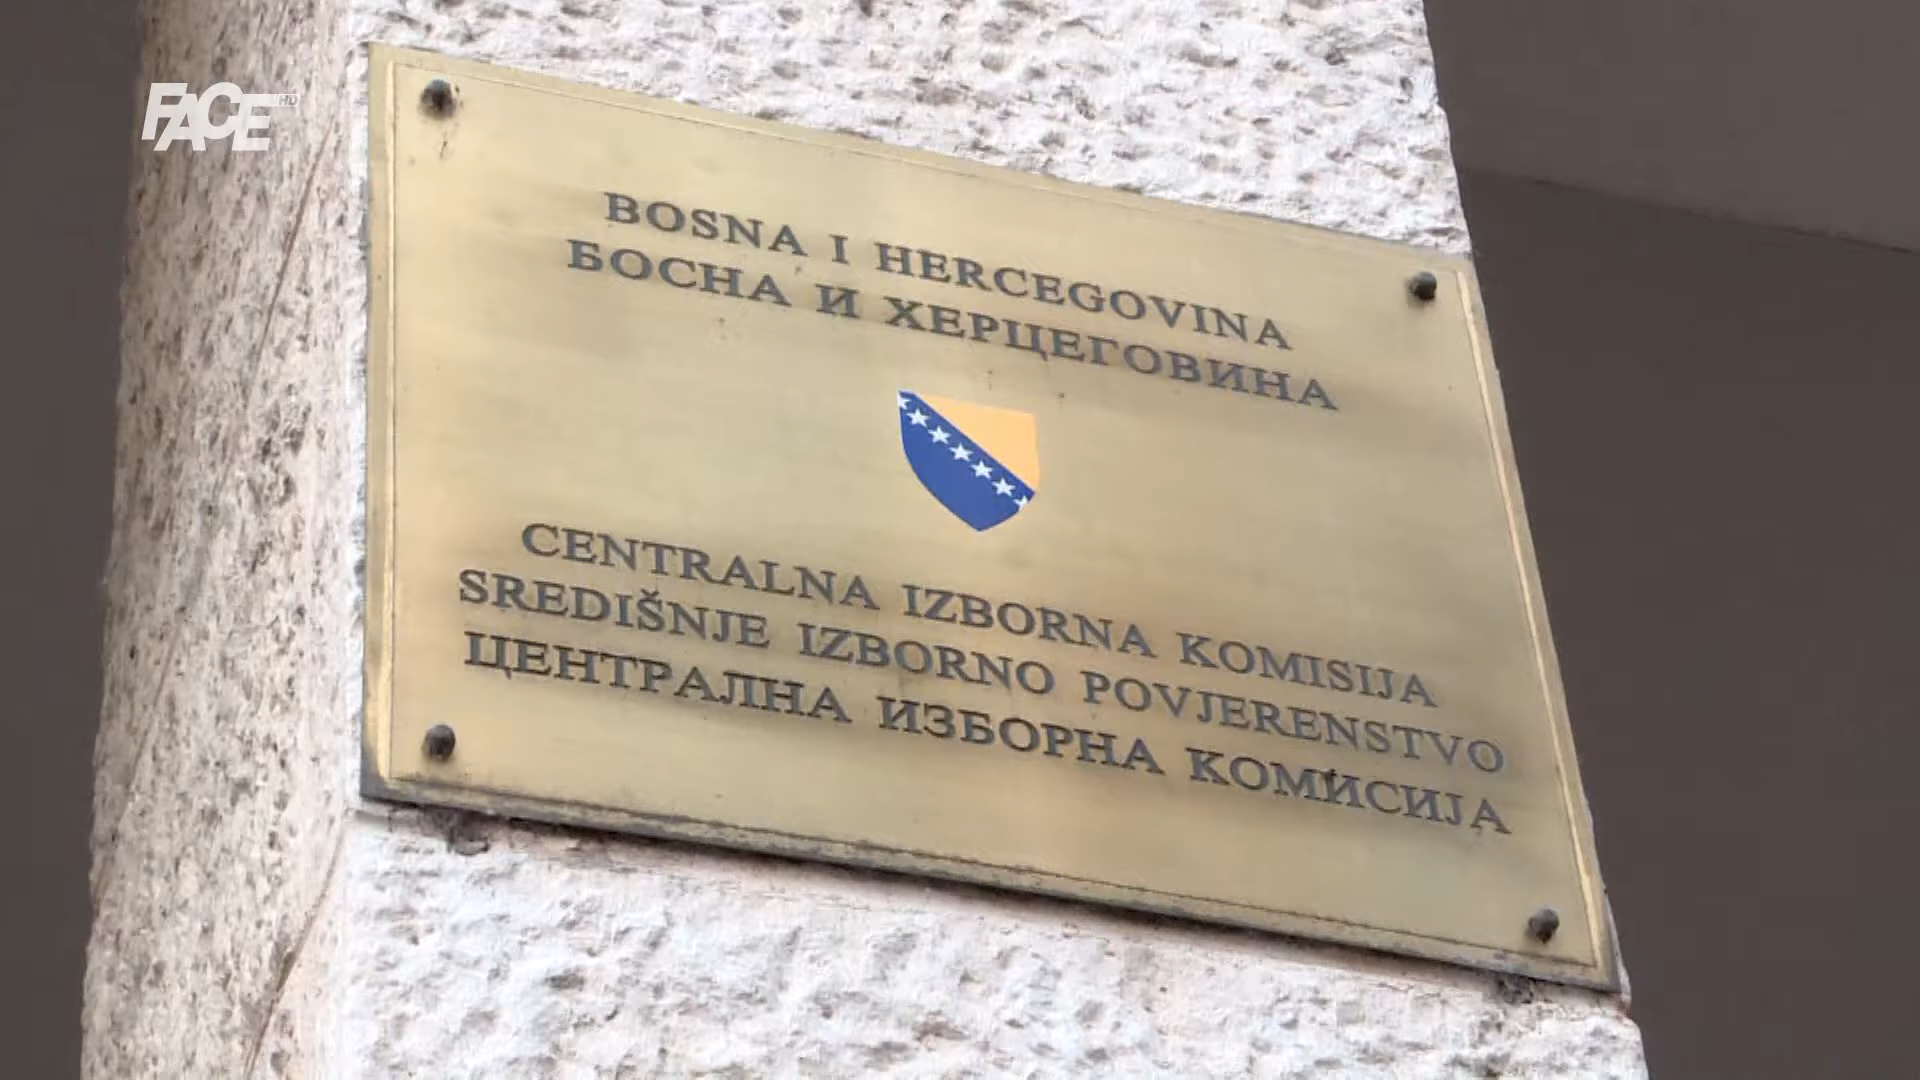 FACE HD
BOSNA I HERCEGOVINA
БОСНА И ХЕРЦЕГОВИНА
CENTRALNA IZBORNA KOMISIJA
SREDIŠNJE IZBORNO POVJERENSTVO
ЦЕНТРАЛНА ИЗБОРНА КОМИСИЈА